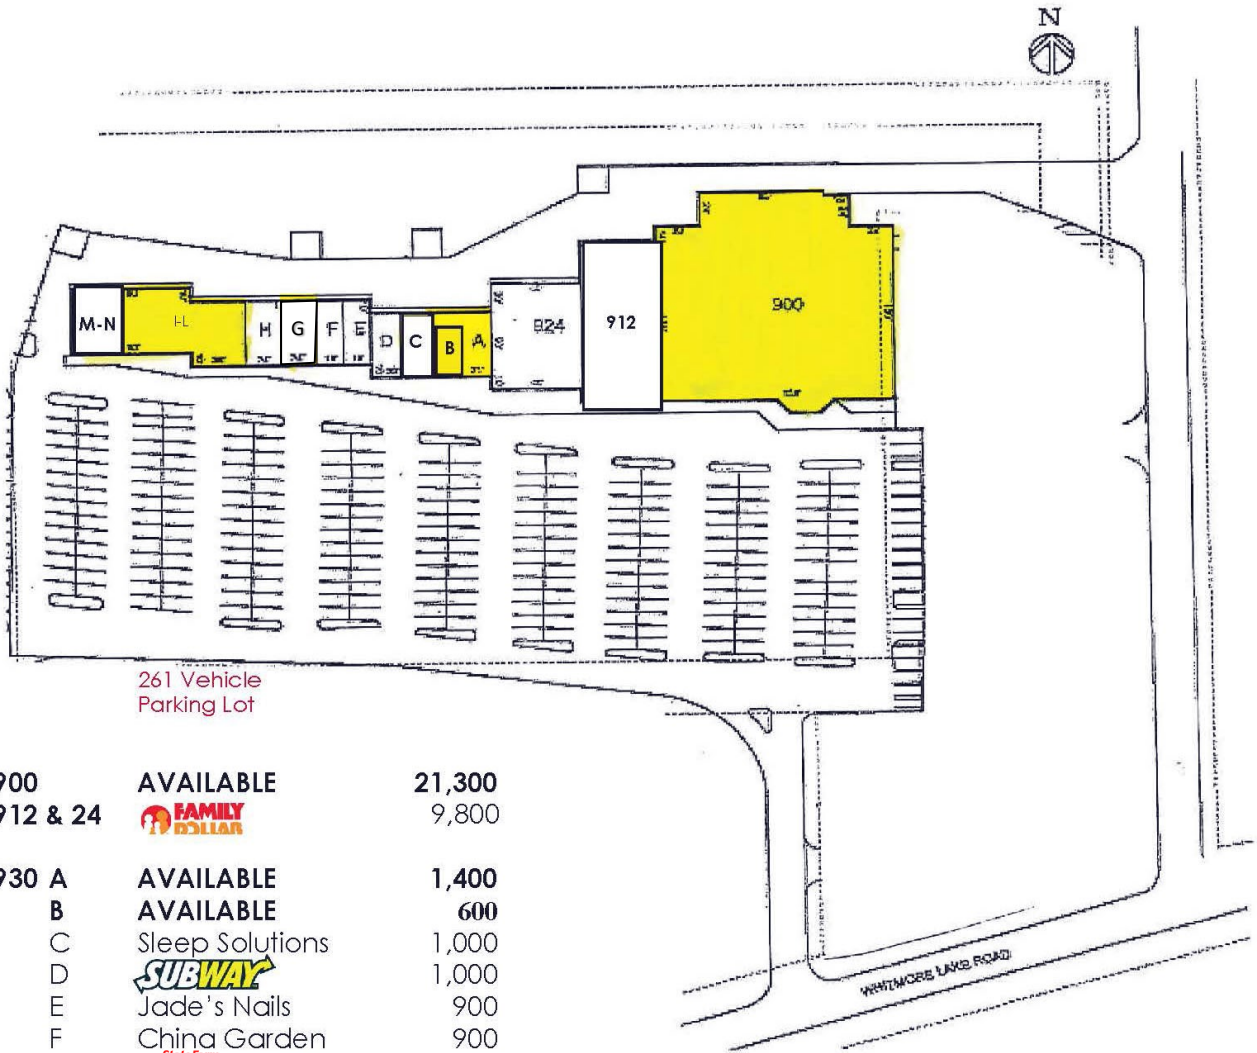 N
900
912
924
M-N
I-L
H
G
F
E
D
C
B
A
261 Vehicle
Parking Lot
900 AVAILABLE 21,300
912 & 24 FAMILY DOLLAR 9,800
930 A AVAILABLE 1,400
B AVAILABLE 600
C Sleep Solutions 1,000
D SUBWAY 1,000
E Jade's Nails 900
F China Garden 900
WHITMORE LAKE ROAD